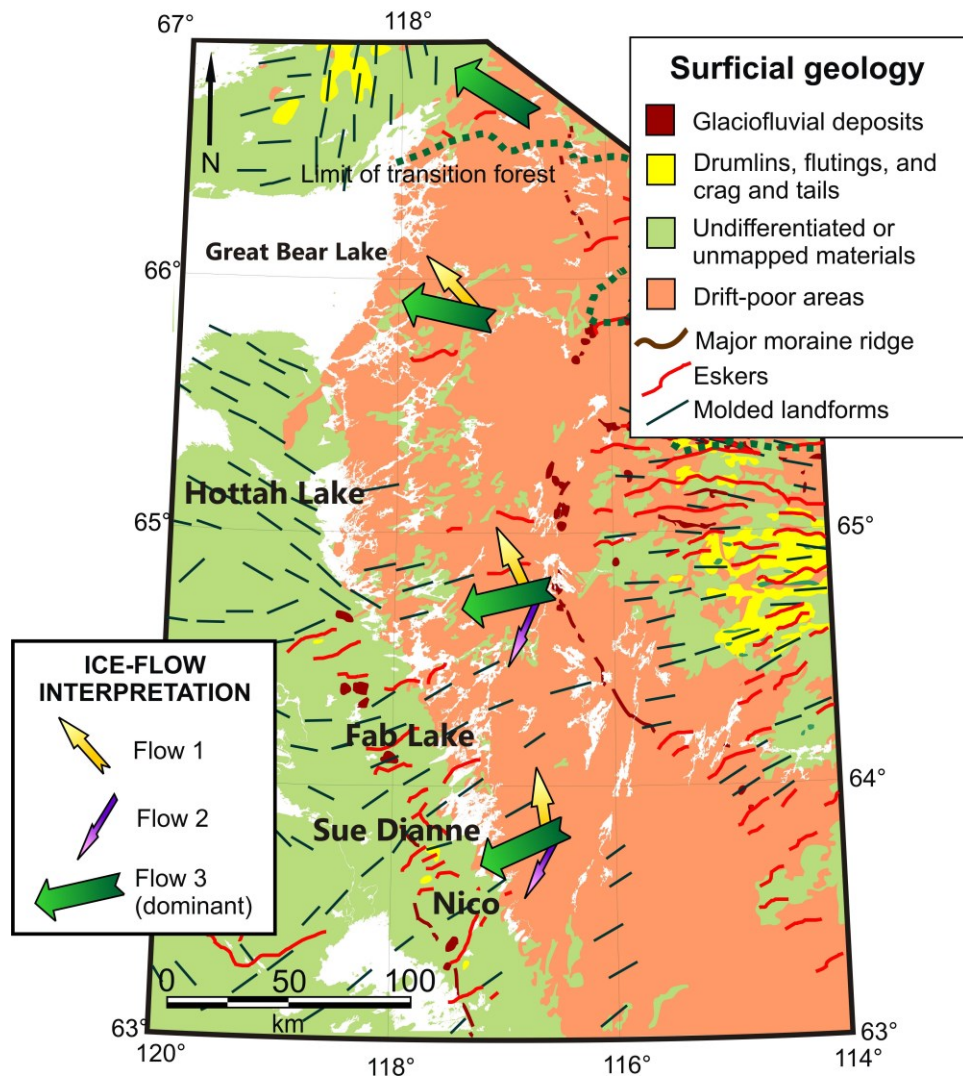 67°
118°
Surficial geology
Glaciofluvial deposits
Drumlins, flutings, and
crag and tails
Undifferentiated or
unmapped materials
Drift-poor areas
Major moraine ridge
Eskers
Molded landforms
N
Limit of transition forest
Great Bear Lake
66°
Hottah Lake
65°
65°
ICE-FLOW
INTERPRETATION
Flow 1
Flow 2
Flow 3
(dominant)
Fab Lake
64°
Sue Dianne
Nico
0 50 100
km
63°
63°
120°
118°
116°
114°